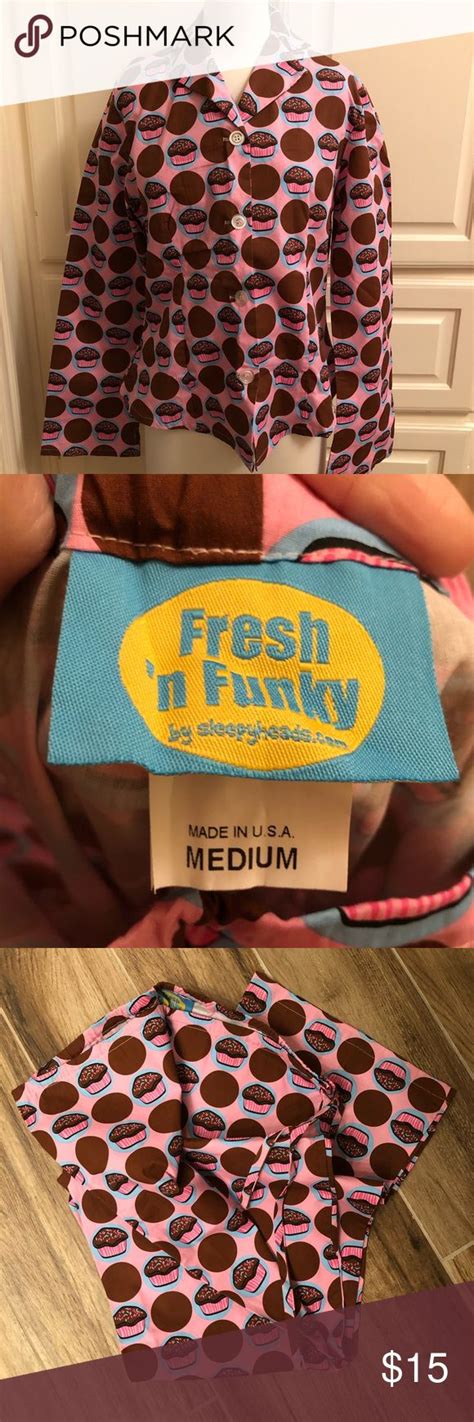 POSHMARK
Fresh
'n Funky
by sleepyheads.com
MADE IN U.S.A.
MEDIUM
$15